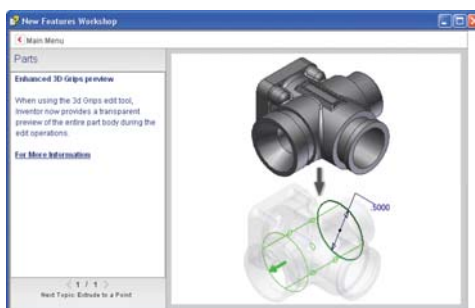 New Features Workshop
Main Menu
Parts
Enhanced 3D Grips preview
When using the 3d Grips edit tool,
Inventor now provides a transparent
preview of the entire part body during the
edit operations.
For More Information
.5000
1 / 1
Next Topic: Extrude to a Point